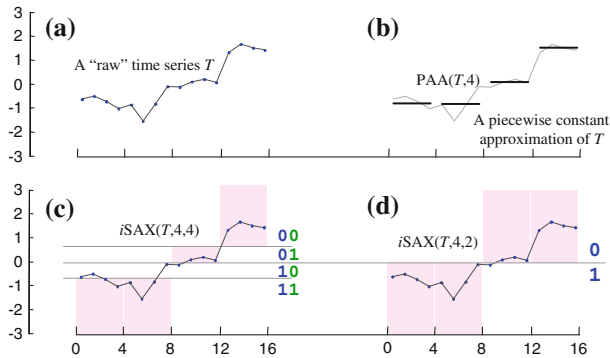 (a)
(b)
3
2
1
0
-1
-2
-3
A “raw” time series T
PAA(T,4)
A piecewise constant
approximation of T
(c)
(d)
3
2
1
0
-1
-2
-3
iSAX(T,4,4)
00
01
10
11
iSAX(T,4,2)
0
1
0 4 8 12 16
0 4 8 12 16